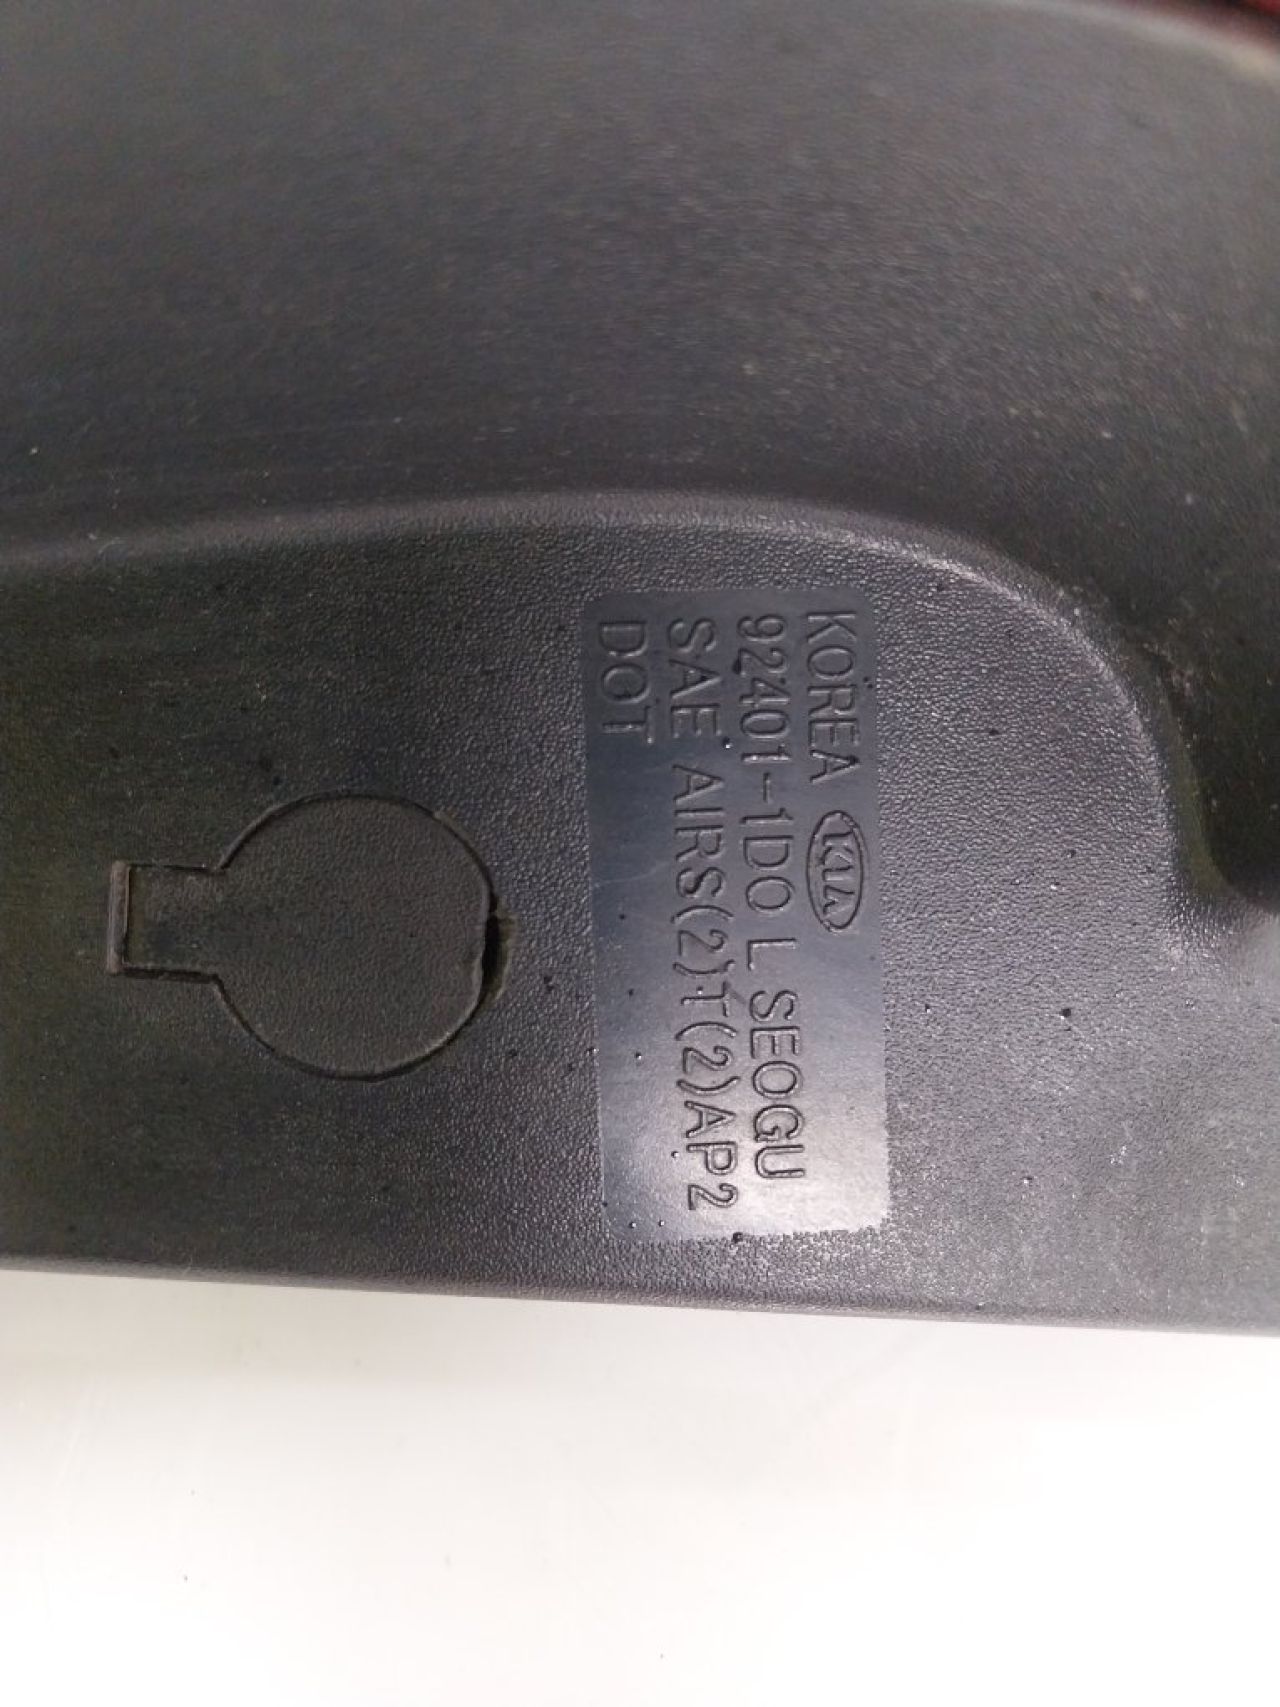 KOREA KIA
92401-1D0 L SEOGU
SAE AIRS(2)T(2)AP2
DOT